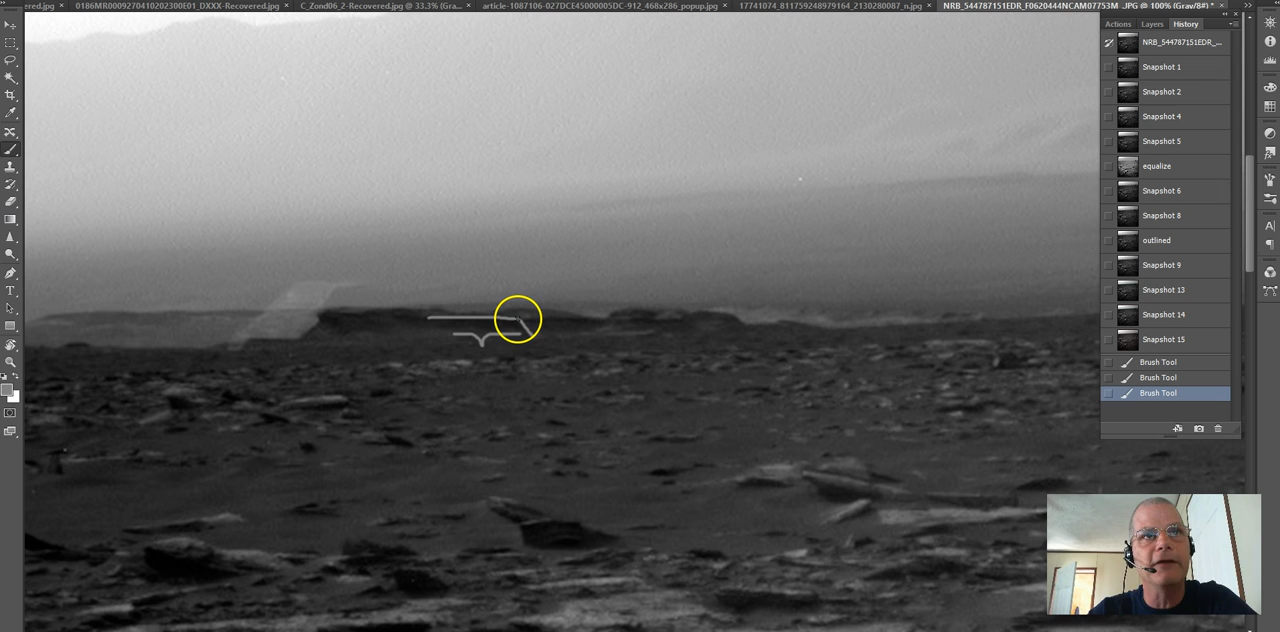 ered.jpg × 0186MR0009270410202300E01_DXXX-Recovered.jpg × C_Zond06_2-Recovered.jpg @ 33.3% (Gra... × article-1087106-027DCE45000005DC-912_468x286_popup.jpg × 17741074_811759248979164_2130280087_n.jpg × NRB_544787151EDR_F0620444NCAM07753M_.JPG @ 100% (Gray/8#) * ×
Actions Layers History
NRB_544787151EDR_...
Snapshot 1
Snapshot 2
Snapshot 4
Snapshot 5
equalize
Snapshot 6
Snapshot 8
outlined
Snapshot 9
Snapshot 13
Snapshot 14
Snapshot 15
Brush Tool
Brush Tool
Brush Tool